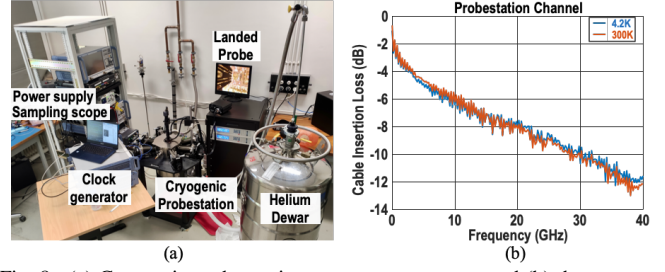 Landed
Probe
Power supply
Sampling scope
Clock
generator
Cryogenic
Probestation
Helium
Dewar
(a)
Probestation Channel
4.2K
300K
Cable Insertion Loss (dB)
0
-2
-4
-6
-8
-10
-12
-14
0
10
20
30
40
Frequency (GHz)
(b)